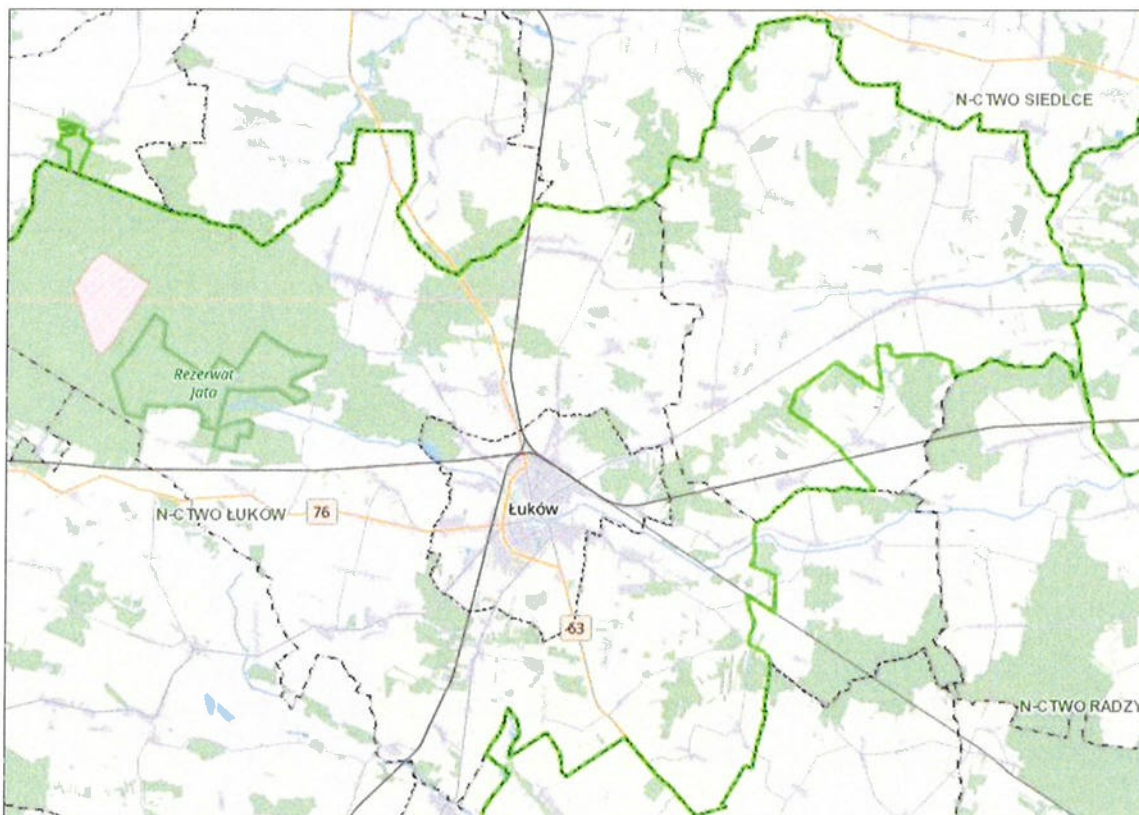 N-CTWO SIEDLCE
Rezerwat
Jata
N-CTWO ŁUKÓW
76
Łuków
63
N-CTWO RADZY